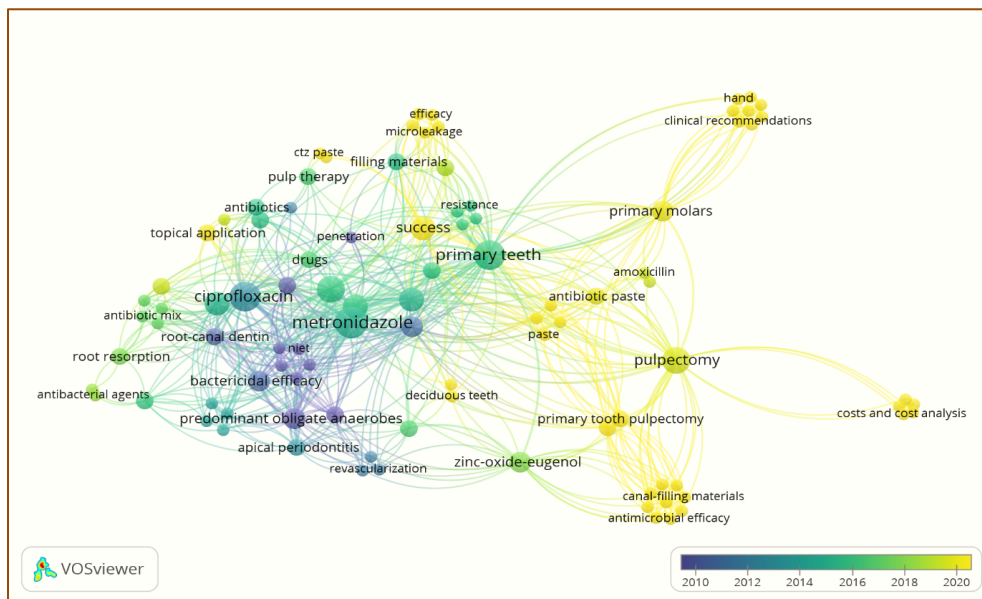 hand
efficacy
clinical recommendations
microleakage
ctz paste
filling materials
pulp therapy
resistance
antibiotics
primary molars
success
topical application
penetration
primary teeth
drugs
amoxicillin
ciprofloxacin
antibiotic paste
antibiotic mix
metronidazole
paste
root-canal dentin
niet
root resorption
pulpectomy
bactericidal efficacy
antibacterial agents
deciduous teeth
costs and cost analysis
predominant obligate anaerobes
primary tooth pulpectomy
apical periodontitis
zinc-oxide-eugenol
revascularization
canal-filling materials
antimicrobial efficacy
VOSviewer
2010 2012 2014 2016 2018 2020